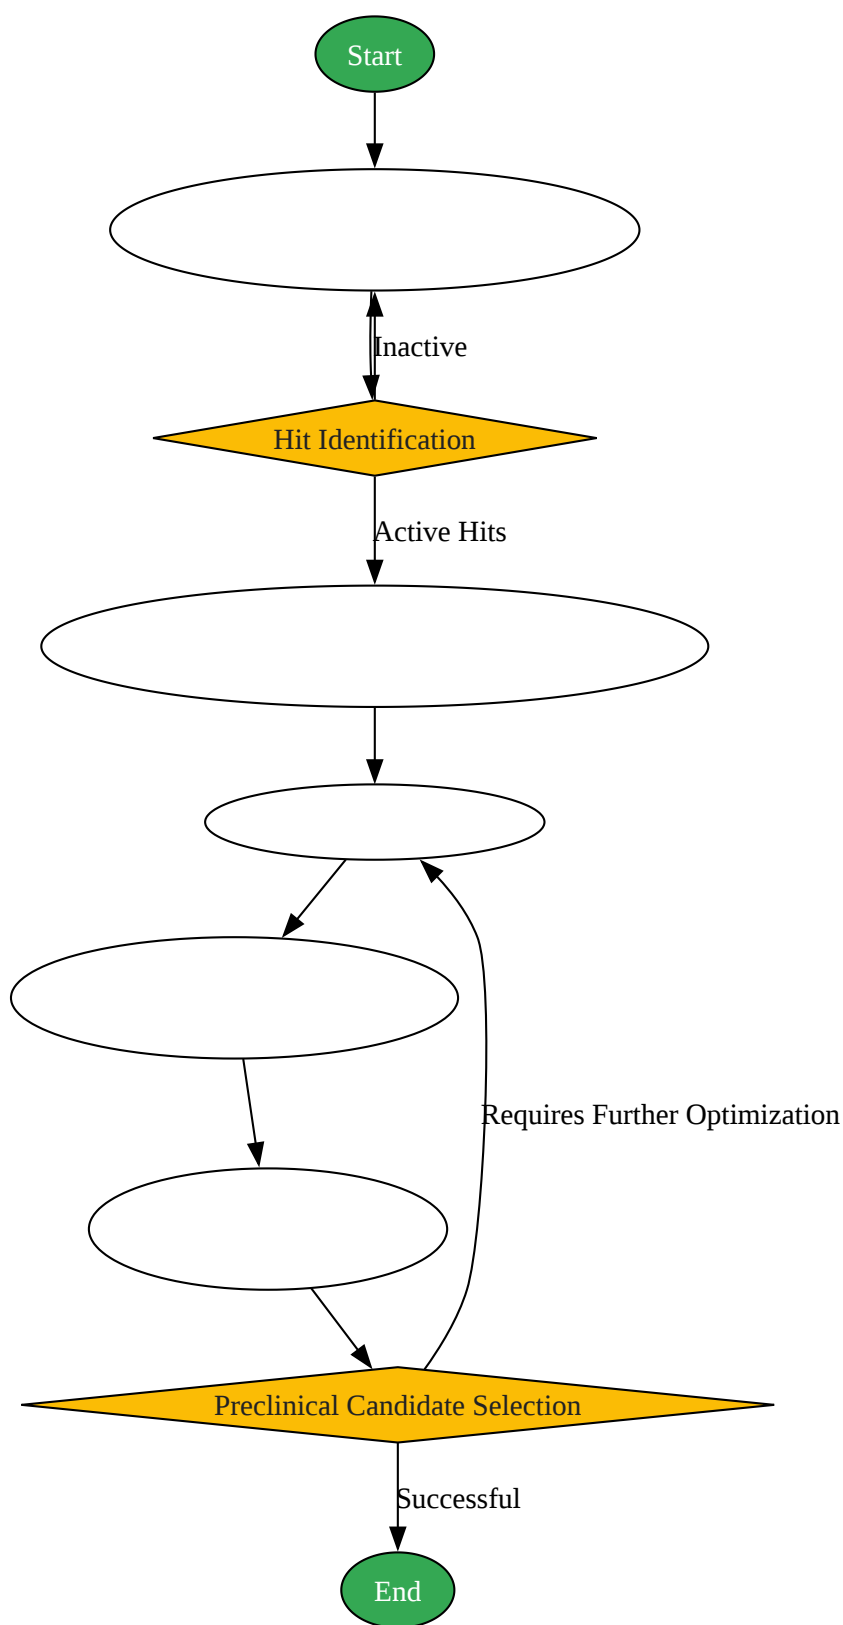 Start
Inactive
Hit Identification
Active Hits
Requires Further Optimization
Preclinical Candidate Selection
Successful
End